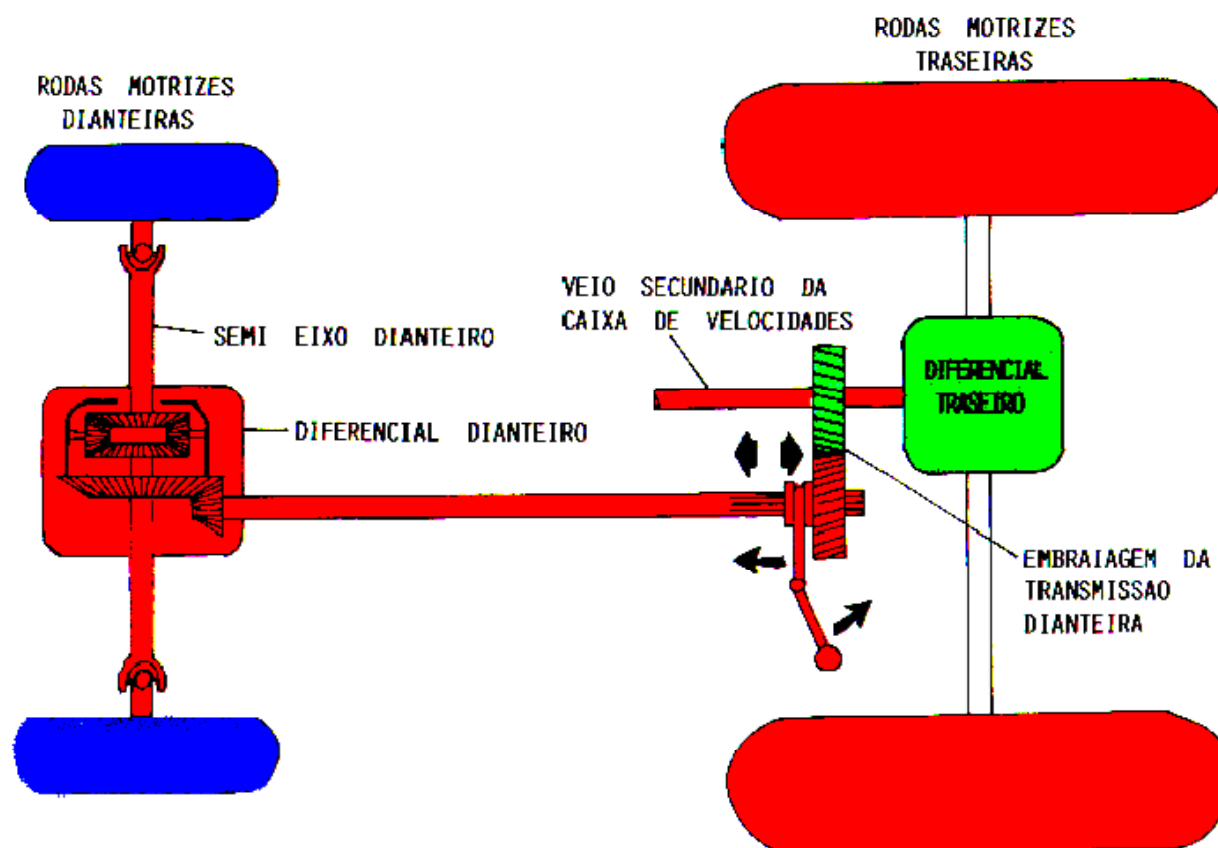 RODAS MOTRIZES
TRASEIRAS
RODAS MOTRIZES
DIANTEIRAS
VEIO SECUNDARIO DA
CAIXA DE VELOCIDADES
SEMI EIXO DIANTEIRO
DIFERENCIAL
TRASEIRO
DIFERENCIAL DIANTEIRO
EMBRAIAGEM DA
TRANSMISSAO
DIANTEIRA